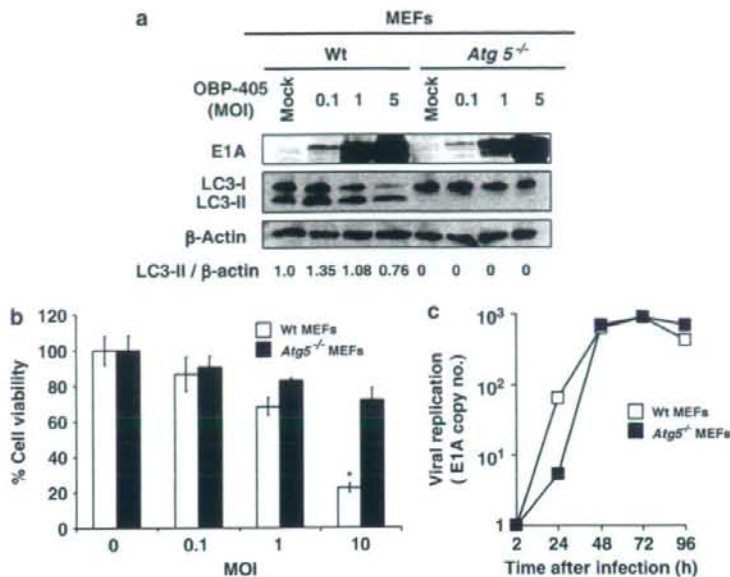 a
MEFs
Wt Atg 5-/-
OBP-405 (MOI) Mock 0.1 1 5 Mock 0.1 1 5
E1A
LC3-I
LC3-II
β-Actin
LC3-II / β-actin 1.0 1.35 1.08 0.76 0 0 0 0
b
% Cell viability
120
100
80
60
40
20
0
Wt MEFs
Atg5-/- MEFs
*
0 0.1 1 10
MOI
c
Viral replication
( E1A copy no.)
10³
10²
10¹
1
Wt MEFs
Atg5-/- MEFs
2 24 48 72 96
Time after infection (h)